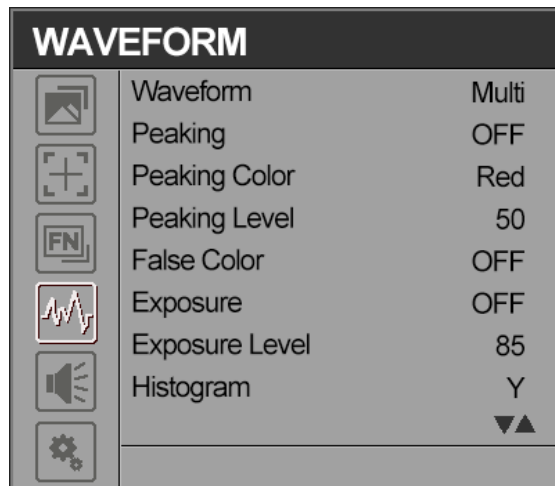 WAVEFORM
Waveform Multi
Peaking OFF
Peaking Color Red
Peaking Level 50
FN
False Color OFF
Exposure OFF
Exposure Level 85
Histogram Y